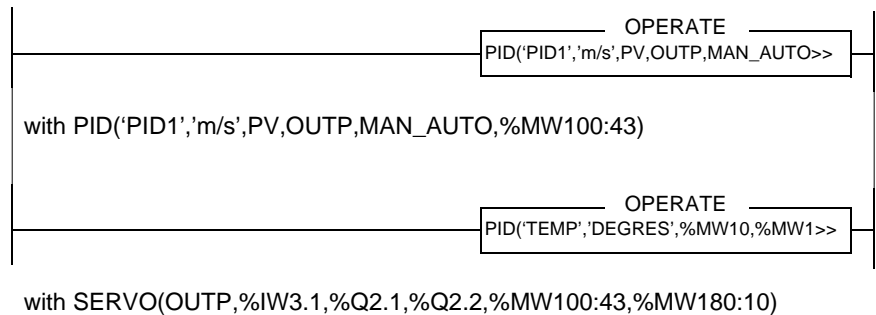 OPERATE
PID(‘PID1’,’m/s’,PV,OUTP,MAN_AUTO>>
with PID(‘PID1’,’m/s’,PV,OUTP,MAN_AUTO,%MW100:43)
OPERATE
PID(‘TEMP’,’DEGRES’,%MW10,%MW1>>
with SERVO(OUTP,%IW3.1,%Q2.1,%Q2.2,%MW100:43,%MW180:10)